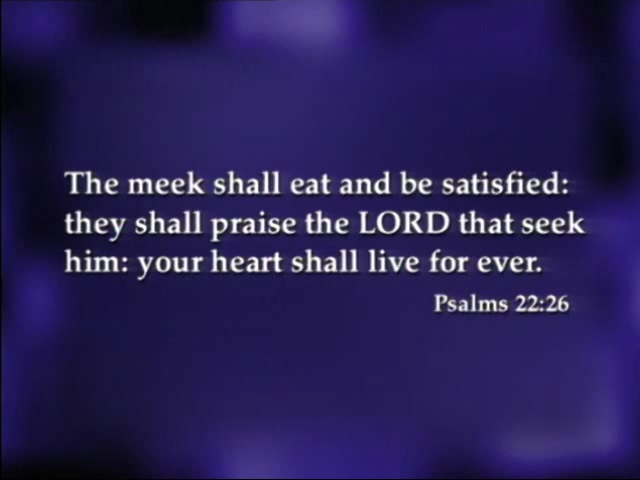 The meek shall eat and be satisfied:
they shall praise the LORD that seek
him: your heart shall live for ever.
Psalms 22:26